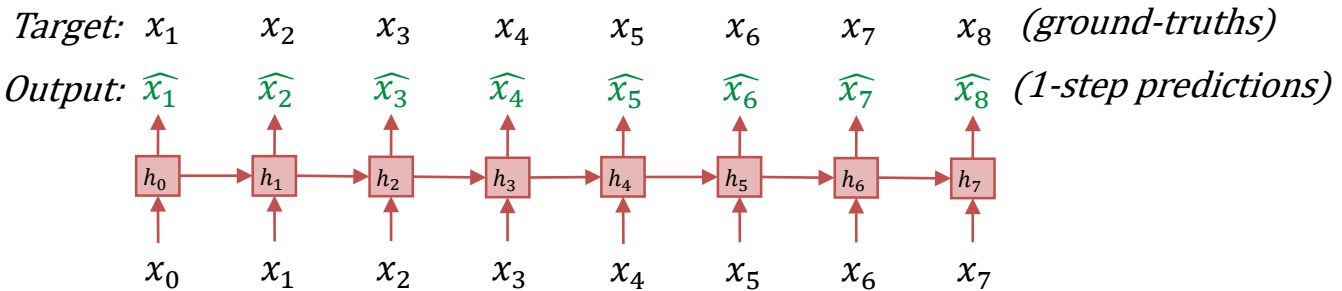 Target: x₁ x₂ x₃ x₄ x₅ x₆ x₇ x₈ (ground-truths)
Output: x̂₁ x̂₂ x̂₃ x̂₄ x̂₅ x̂₆ x̂₇ x̂₈ (1-step predictions)
h₀ h₁ h₂ h₃ h₄ h₅ h₆ h₇
x₀ x₁ x₂ x₃ x₄ x₅ x₆ x₇